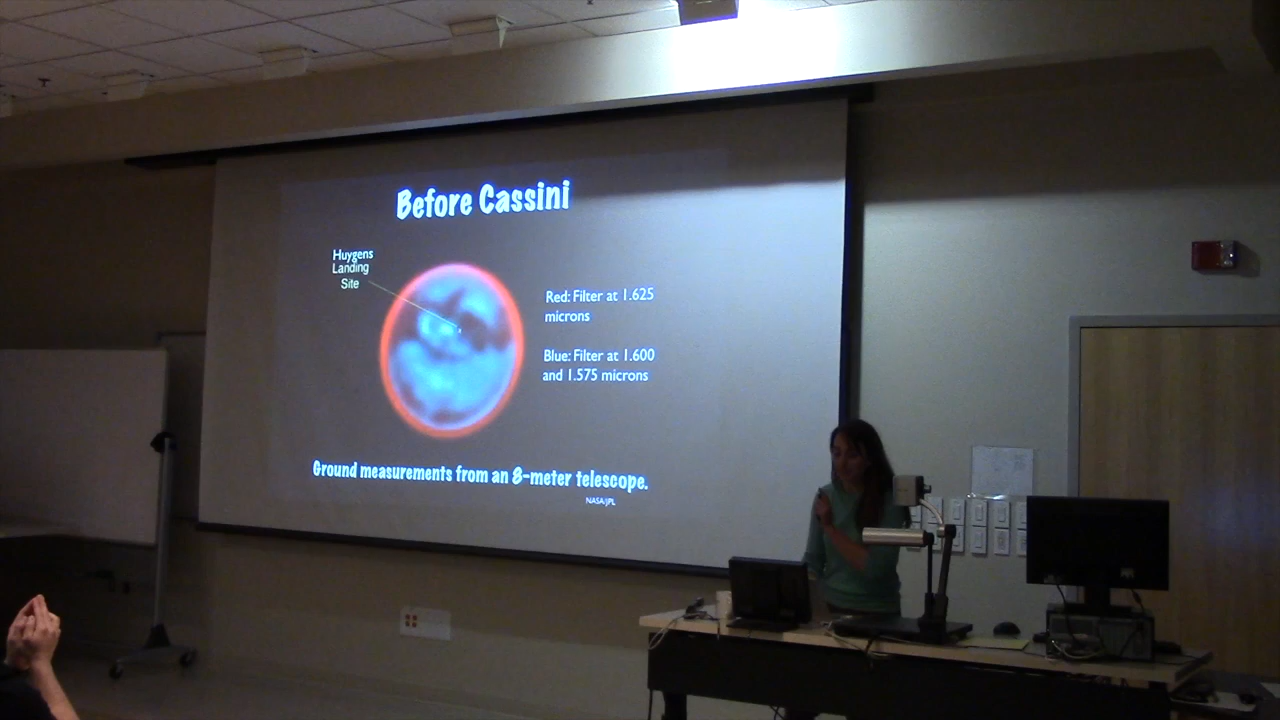 Before Cassini
Huygens
Landing
Site
Red: Filter at 1.625
microns
Blue: Filter at 1.600
and 1.575 microns
Ground measurements from an 8-meter telescope.
NASA/JPL